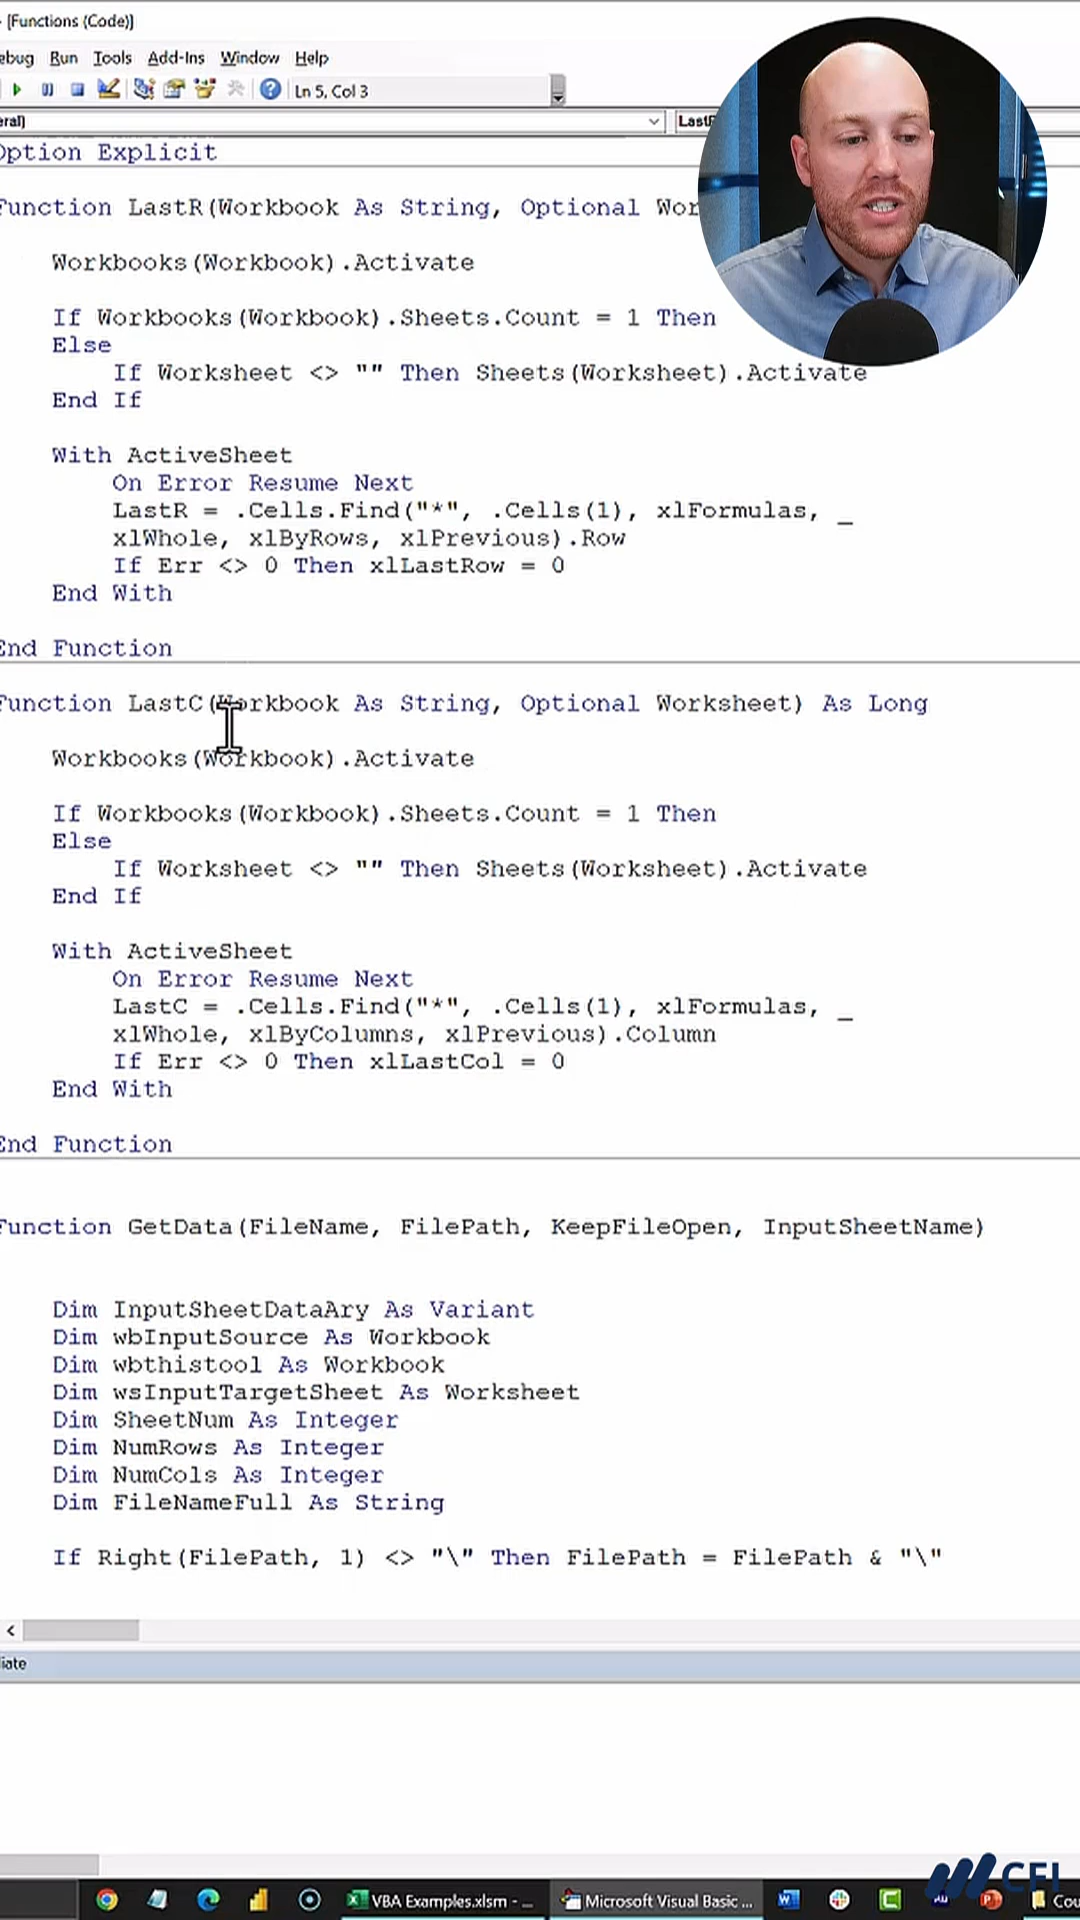 - [Functions (Code)]
ebug Run Tools Add-Ins Window Help
Ln 5, Col 3
eral)
Option Explicit
Function LastR(Workbook As String, Optional Wor
Workbooks(Workbook).Activate
If Workbooks(Workbook).Sheets.Count = 1 Then
Else
If Worksheet <> "" Then Sheets(Worksheet).Activate
End If
With ActiveSheet
On Error Resume Next
LastR = .Cells.Find("*", .Cells(1), xlFormulas, _
xlWhole, xlByRows, xlPrevious).Row
If Err <> 0 Then xlLastRow = 0
End With
End Function
Function LastC(Workbook As String, Optional Worksheet) As Long
Workbooks(Workbook).Activate
If Workbooks(Workbook).Sheets.Count = 1 Then
Else
If Worksheet <> "" Then Sheets(Worksheet).Activate
End If
With ActiveSheet
On Error Resume Next
LastC = .Cells.Find("*", .Cells(1), xlFormulas, _
xlWhole, xlByColumns, xlPrevious).Column
If Err <> 0 Then xlLastCol = 0
End With
End Function
Function GetData(FileName, FilePath, KeepFileOpen, InputSheetName)
Dim InputSheetDataAry As Variant
Dim wbInputSource As Workbook
Dim wbthistool As Workbook
Dim wsInputTargetSheet As Worksheet
Dim SheetNum As Integer
Dim NumRows As Integer
Dim NumCols As Integer
Dim FileNameFull As String
If Right(FilePath, 1) <> "\" Then FilePath = FilePath & "\"
iate
CFI
VBA Examples.xlsm - ...
Microsoft Visual Basic ...
Cou